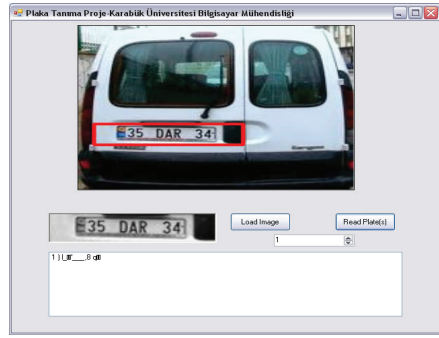 Plaka Tanıma Proje-Karabük Üniversitesi Bilgisayar Mühendisliği
35 DAR 34
35 DAR 34
Load Image
Read Plate(s)
1